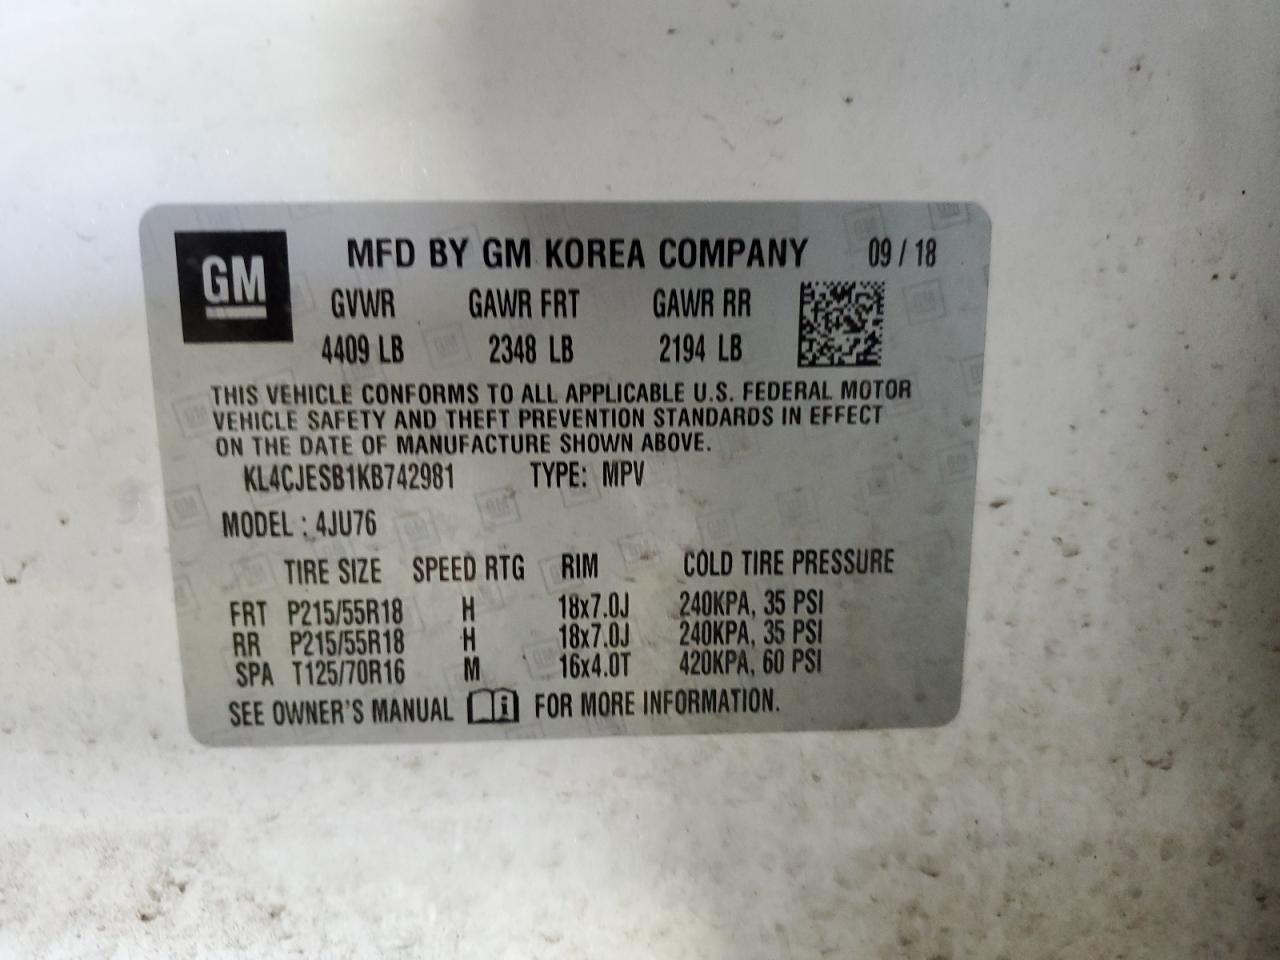 GM
MFD BY GM KOREA COMPANY 09 / 18
GVWR GAWR FRT GAWR RR
4409 LB 2348 LB 2194 LB
THIS VEHICLE CONFORMS TO ALL APPLICABLE U.S. FEDERAL MOTOR
VEHICLE SAFETY AND THEFT PREVENTION STANDARDS IN EFFECT
ON THE DATE OF MANUFACTURE SHOWN ABOVE.
KL4CJESB1KB742981 TYPE: MPV
MODEL : 4JU76
TIRE SIZE SPEED RTG RIM COLD TIRE PRESSURE
FRT P215/55R18 H 18x7.0J 240KPA, 35 PSI
RR P215/55R18 H 18x7.0J 240KPA, 35 PSI
SPA T125/70R16 M 16x4.0T 420KPA, 60 PSI
SEE OWNER'S MANUAL i FOR MORE INFORMATION.